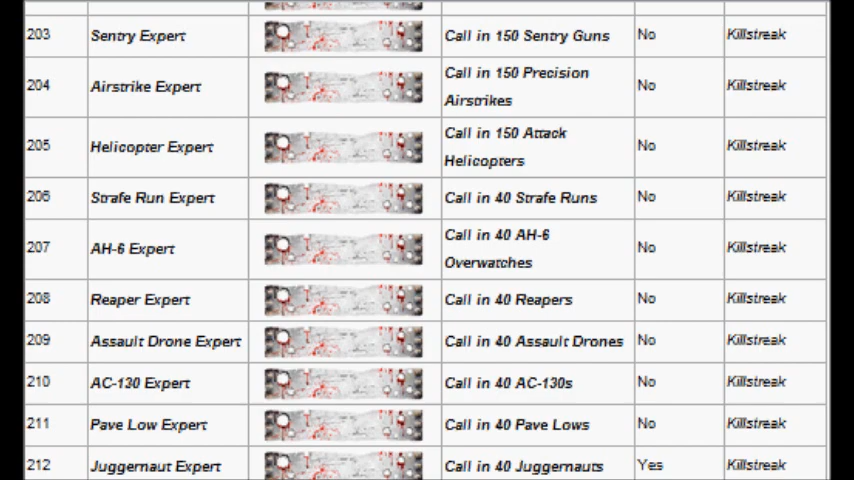 203 Sentry Expert Call in 150 Sentry Guns No Killstreak
204 Airstrike Expert Call in 150 Precision Airstrikes No Killstreak
205 Helicopter Expert Call in 150 Attack Helicopters No Killstreak
206 Strafe Run Expert Call in 40 Strafe Runs No Killstreak
207 AH-6 Expert Call in 40 AH-6 Overwatches No Killstreak
208 Reaper Expert Call in 40 Reapers No Killstreak
209 Assault Drone Expert Call in 40 Assault Drones No Killstreak
210 AC-130 Expert Call in 40 AC-130s No Killstreak
211 Pave Low Expert Call in 40 Pave Lows No Killstreak
212 Juggernaut Expert Call in 40 Juggernauts Yes Killstreak